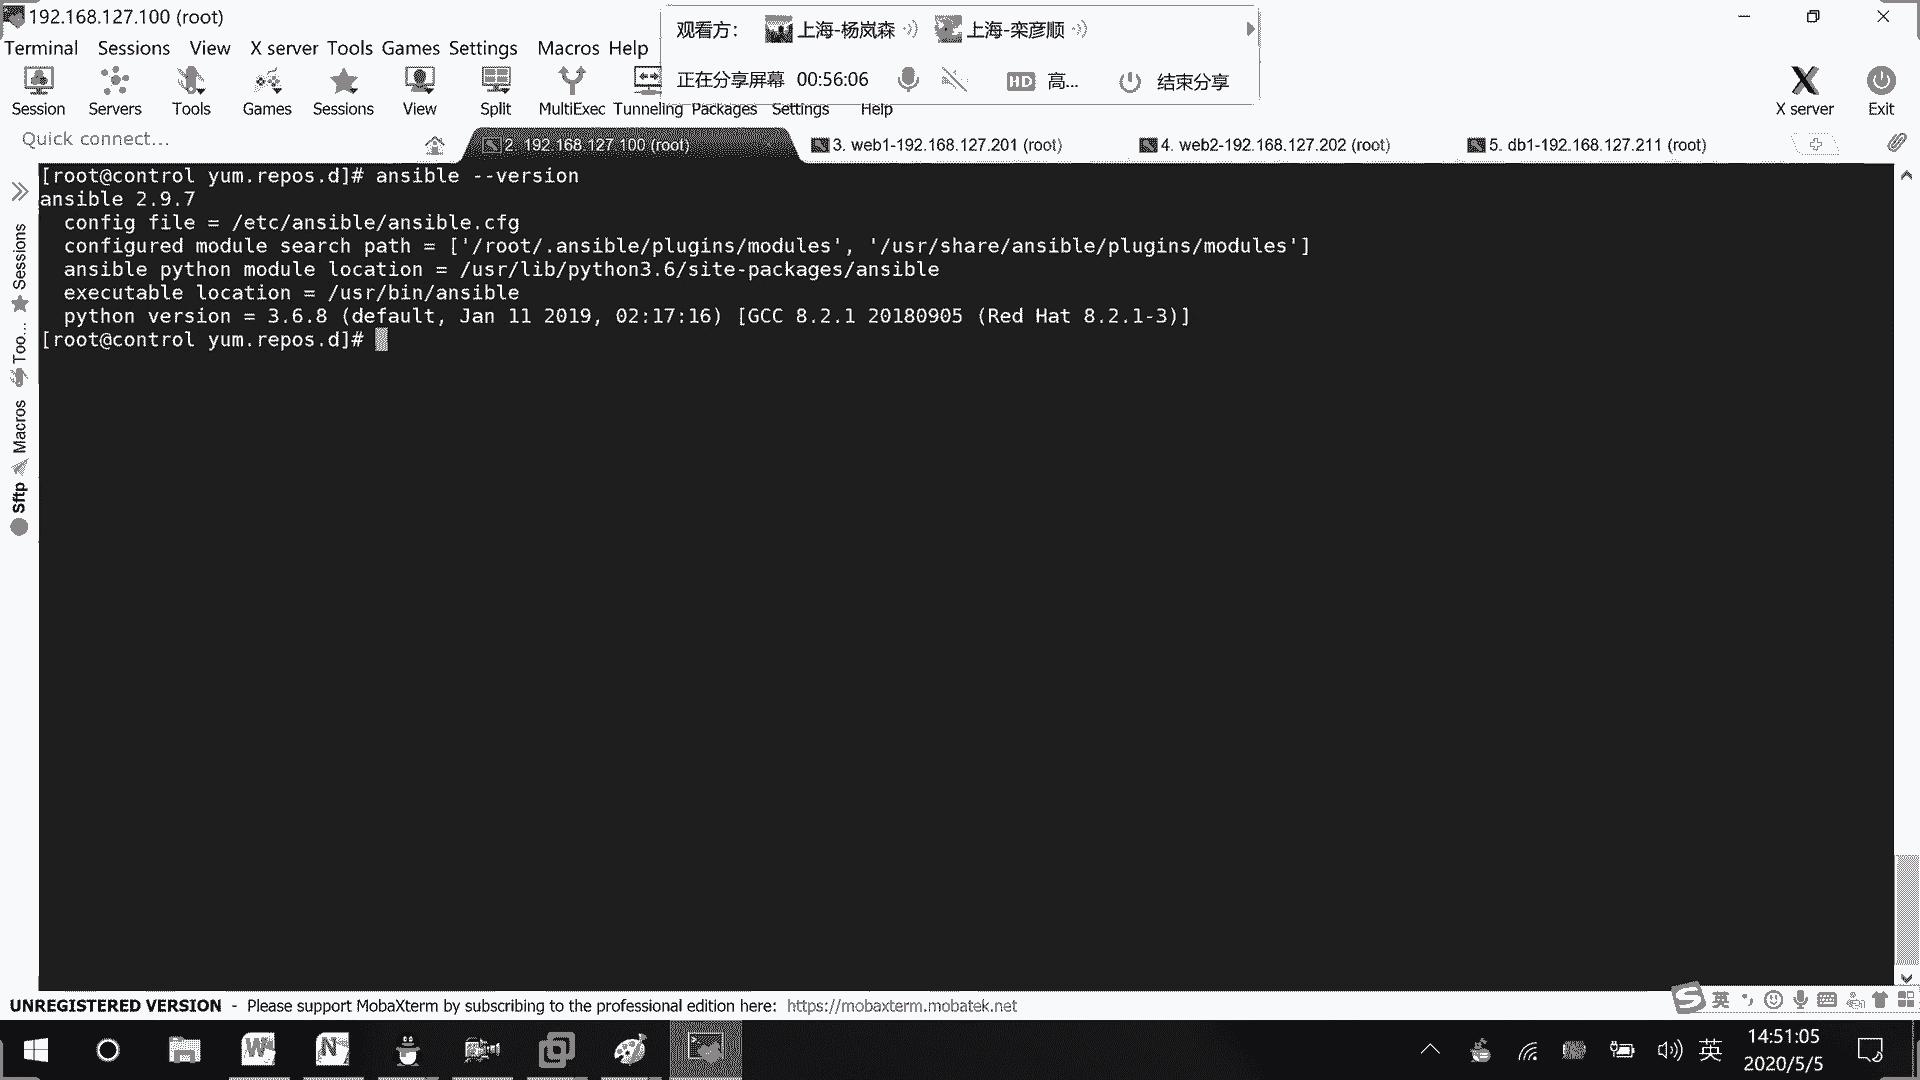 192.168.127.100 (root)
观看方： 上海-杨岚森 上海-栾彦顺
Terminal Sessions View X server Tools Games Settings Macros Help
正在分享屏幕 00:56:06 HD 高... 结束分享
Session Servers Tools Games Sessions View Split MultiExec Tunneling Packages Settings Help X server Exit
Quick connect...
2. 192.168.127.100 (root) 3. web1-192.168.127.201 (root) 4. web2-192.168.127.202 (root) 5. db1-192.168.127.211 (root)
[root@control yum.repos.d]# ansible --version
ansible 2.9.7
config file = /etc/ansible/ansible.cfg
configured module search path = ['/root/.ansible/plugins/modules', '/usr/share/ansible/plugins/modules']
ansible python module location = /usr/lib/python3.6/site-packages/ansible
executable location = /usr/bin/ansible
python version = 3.6.8 (default, Jan 11 2019, 02:17:16) [GCC 8.2.1 20180905 (Red Hat 8.2.1-3)]
[root@control yum.repos.d]#
Sessions
Too...
Macros
Sftp
UNREGISTERED VERSION - Please support MobaXterm by subscribing to the professional edition here: https://mobaxterm.mobatek.net
英
英 14:51:05
2020/5/5